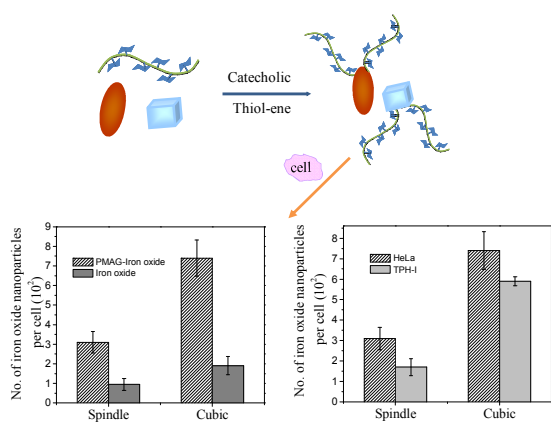 Catecholic
Thiol-ene
cell
No. of iron oxide nanoparticles
per cell (10²)
9
8
7
6
5
4
3
2
1
0
PMAG-Iron oxide
Iron oxide
Spindle
Cubic
No. of iron oxide nanoparticles
per cell (10²)
8
7
6
5
4
3
2
1
0
HeLa
TPH-I
Spindle
Cubic